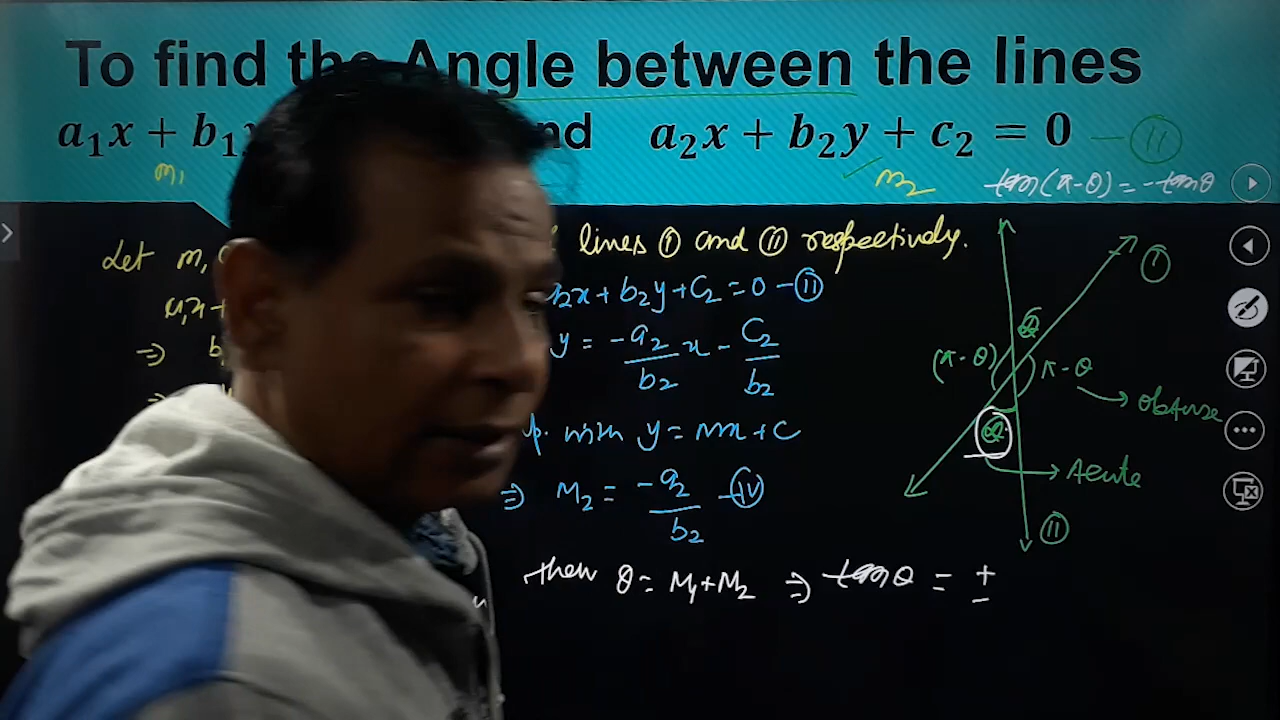 To find the Angle between the lines
a₁x + b₁ nd a₂x + b₂y + c₂ = 0 — (II)
m₁ m₂ tan(π-θ) = -tanθ
Let m, lines (I) and (II) respectively.
(I)
₂x + b₂y + C₂ = 0 - (II)
⇒ b, y = -a₂/b₂ x - C₂/b₂
(π-θ) π-θ → Obtuse
with y = mx + c
→ Acute
⇒ M₂ = -a₂/b₂ - (IV)
(II)
then θ = M₁+M₂ ⇒ tanθ = ±